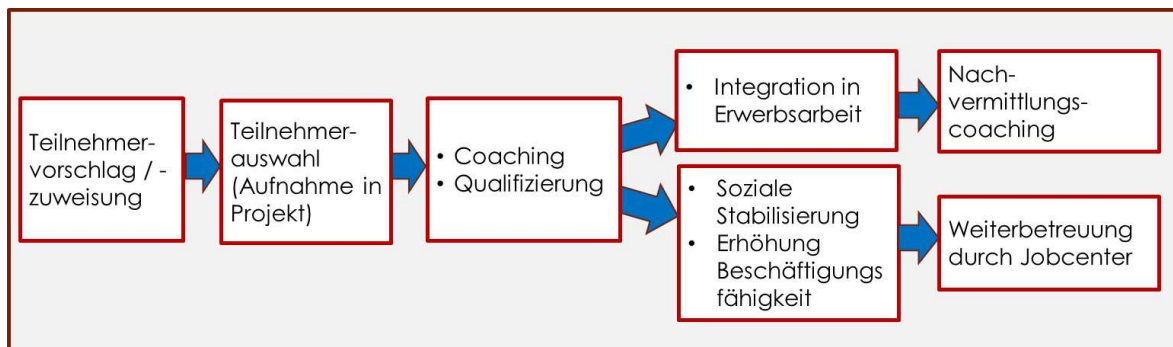 Teilnehmer-
vorschlag / -
zuweisung
Teilnehmer-
auswahl
(Aufnahme in
Projekt)
• Coaching
• Qualifizierung
• Integration in
Erwerbsarbeit
Nach-
vermittlungs-
coaching
• Soziale
Stabilisierung
• Erhöhung
Beschäftigungs
fähigkeit
Weiterbetreuung
durch Jobcenter